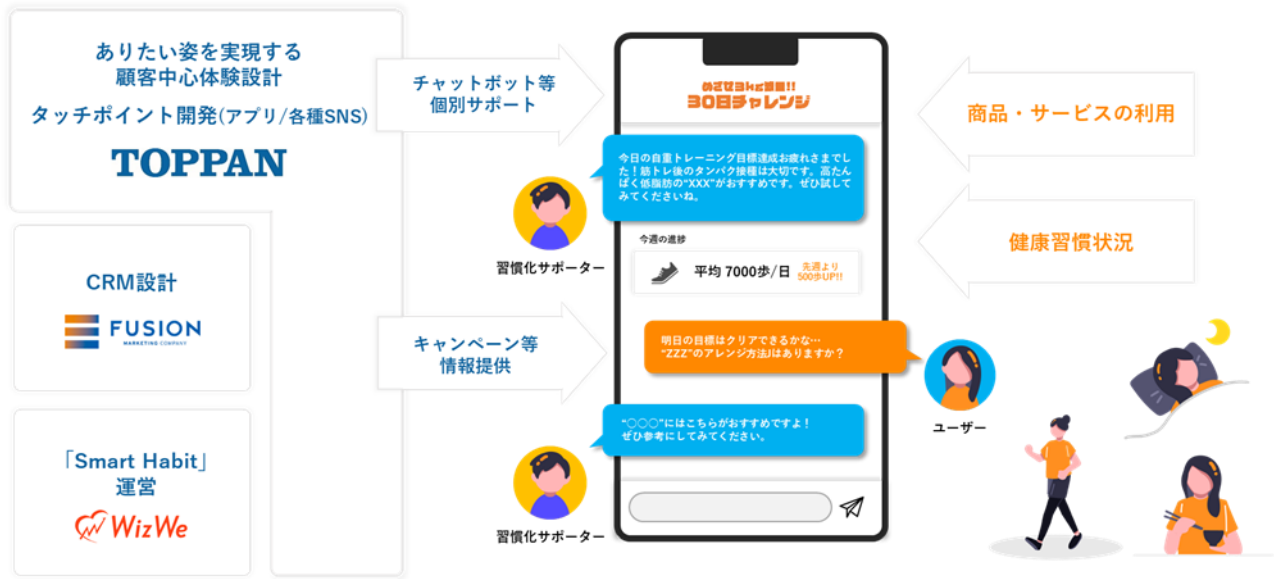 ありたい姿を実現する
顧客中心体験設計
タッチポイント開発(アプリ/各種SNS)
TOPPAN
CRM設計
FUSION
MARKETING COMPANY
「Smart Habit」
運営
WizWe
チャットボット等
個別サポート
キャンペーン等
情報提供
めざせ3kg減量!!
30日チャレンジ
今日の自重トレーニング目標達成お疲れさまでし
た！筋トレ後のタンパク接種は大切です。高たん
ぱく低脂肪の“XXX”がおすすめです。ぜひ試して
みてくださいね。
習慣化サポーター
今週の進捗
平均 7000歩/日
先週より
500歩UP!!
明日の目標はクリアできるかな…
“ZZZ”のアレンジ方法Jはありますか？
ユーザー
“〇〇〇”にはこちらがおすすめですよ！
ぜひ参考にしてみてください。
習慣化サポーター
商品・サービスの利用
健康習慣状況